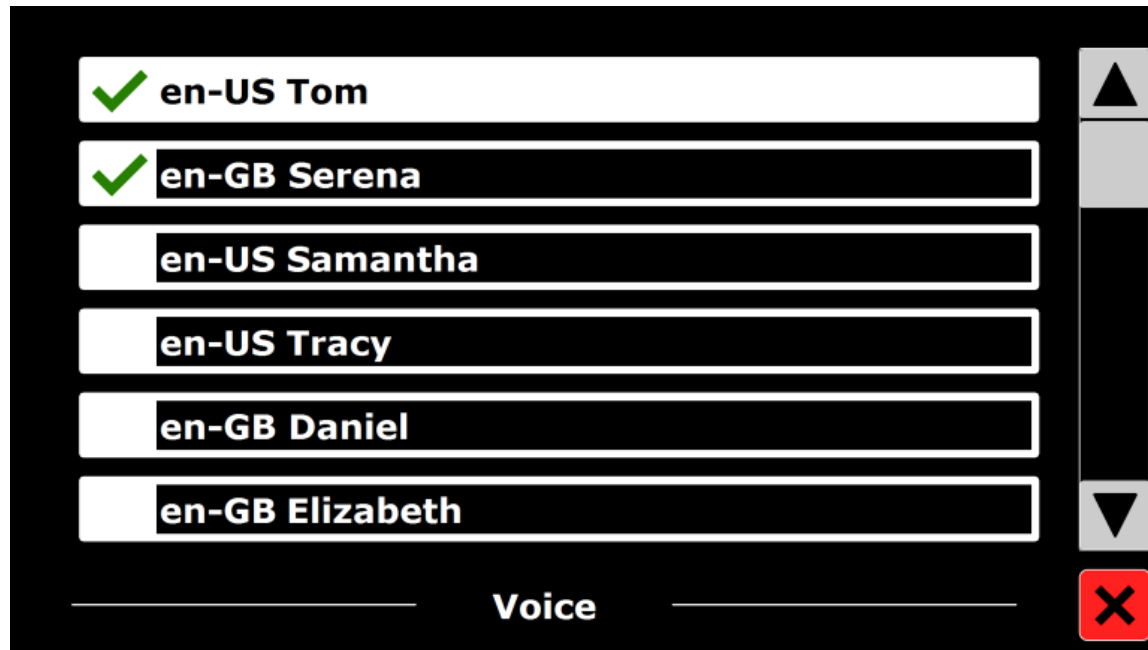 en-US Tom
en-GB Serena
en-US Samantha
en-US Tracy
en-GB Daniel
en-GB Elizabeth
Voice